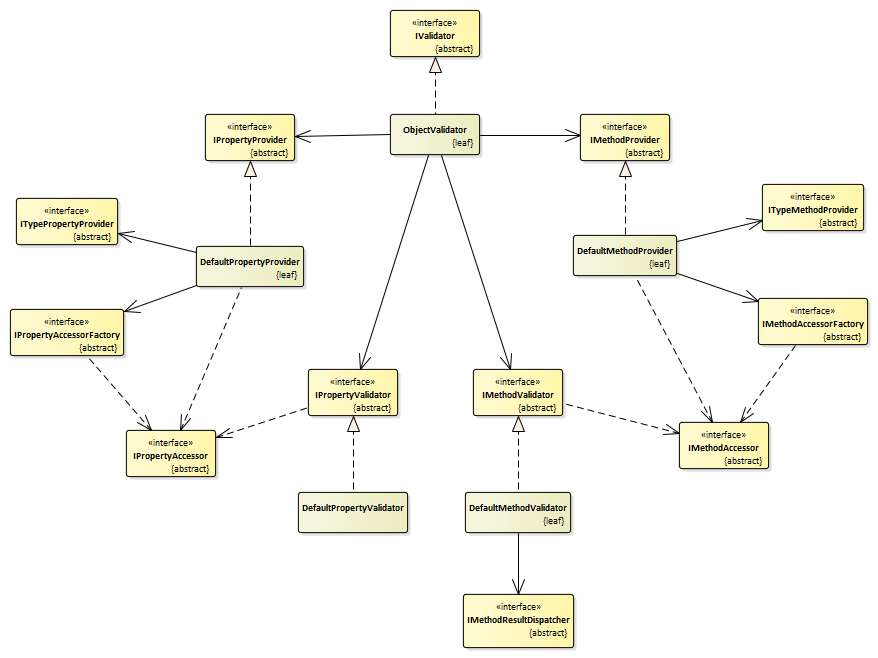 «interface»
IValidator
{abstract}
«interface»
IPropertyProvider
{abstract}
ObjectValidator
{leaf}
«interface»
IMethodProvider
{abstract}
«interface»
ITypePropertyProvider
{abstract}
«interface»
ITypeMethodProvider
{abstract}
DefaultPropertyProvider
{leaf}
DefaultMethodProvider
{leaf}
«interface»
IPropertyAccessorFactory
{abstract}
«interface»
IMethodAccessorFactory
{abstract}
«interface»
IPropertyValidator
{abstract}
«interface»
IMethodValidator
{abstract}
«interface»
IPropertyAccessor
{abstract}
«interface»
IMethodAccessor
{abstract}
DefaultPropertyValidator
DefaultMethodValidator
{leaf}
«interface»
IMethodResultDispatcher
{abstract}